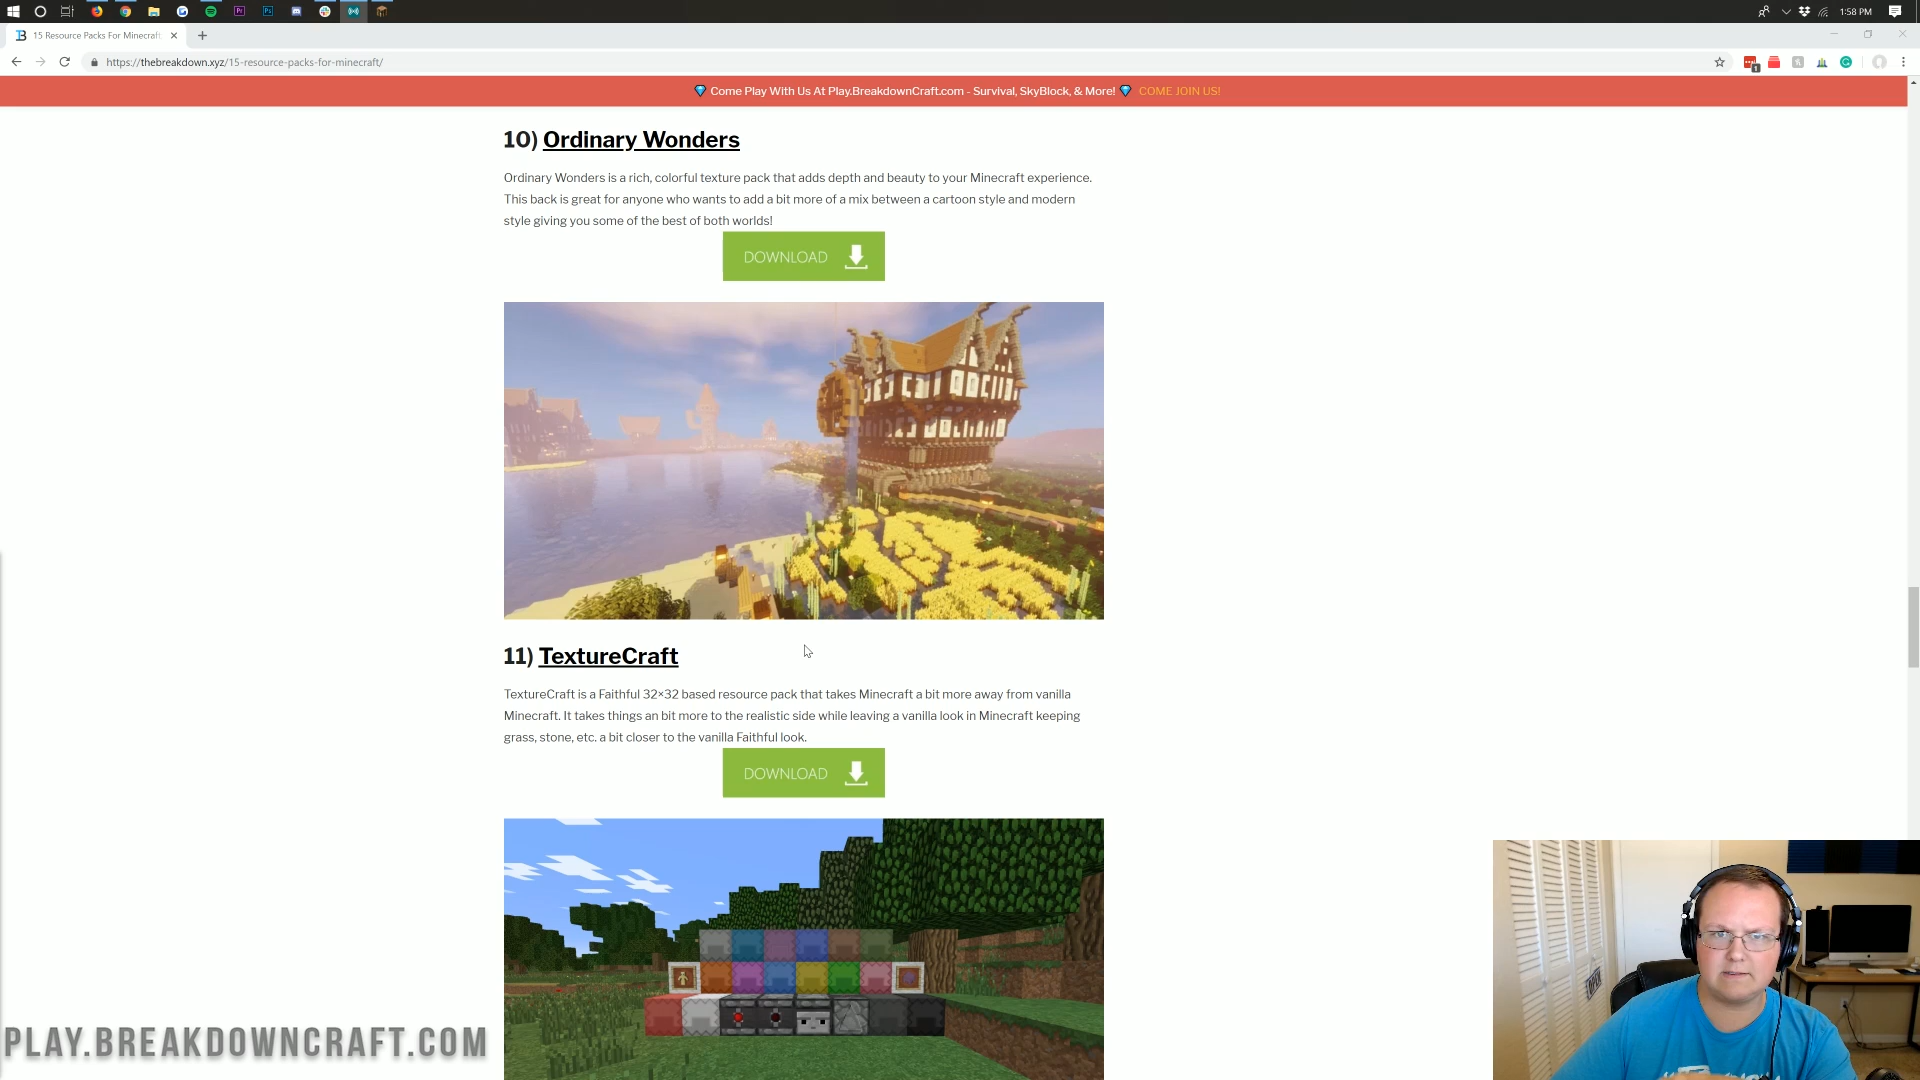 1:58 PM
15 Resource Packs For Minecraft
https://thebreakdown.xyz/15-resource-packs-for-minecraft/
Come Play With Us At Play.BreakdownCraft.com - Survival, SkyBlock, & More! COME JOIN US!
10) Ordinary Wonders
Ordinary Wonders is a rich, colorful texture pack that adds depth and beauty to your Minecraft experience.
This back is great for anyone who wants to add a bit more of a mix between a cartoon style and modern
style giving you some of the best of both worlds!
DOWNLOAD
11) TextureCraft
TextureCraft is a Faithful 32×32 based resource pack that takes Minecraft a bit more away from vanilla
Minecraft. It takes things an bit more to the realistic side while leaving a vanilla look in Minecraft keeping
grass, stone, etc. a bit closer to the vanilla Faithful look.
DOWNLOAD
PLAY.BREAKDOWNCRAFT.COM